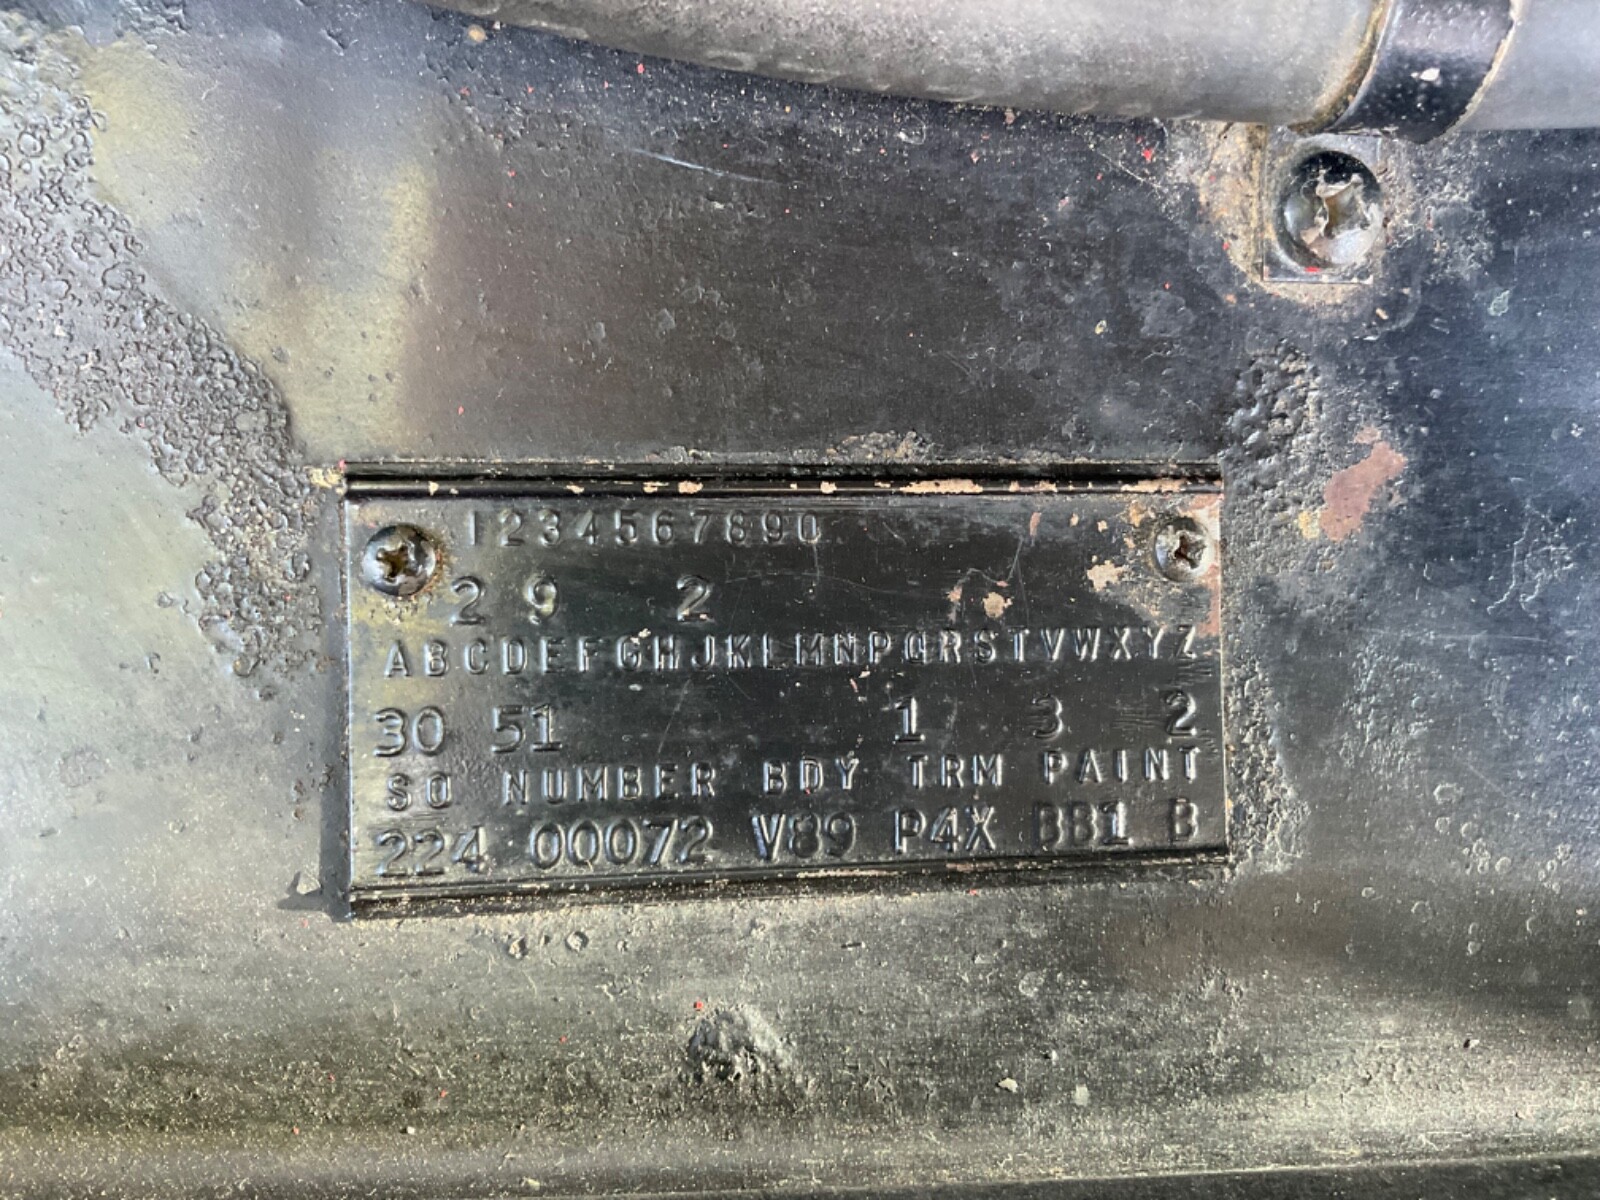 1234567890
2 9 2
ABCDEFGHJKLMNPQRSTVWXYZ
30 51 1 3 2
SO NUMBER BDY TRM PAINT
224 00072 V89 P4X BB1 B